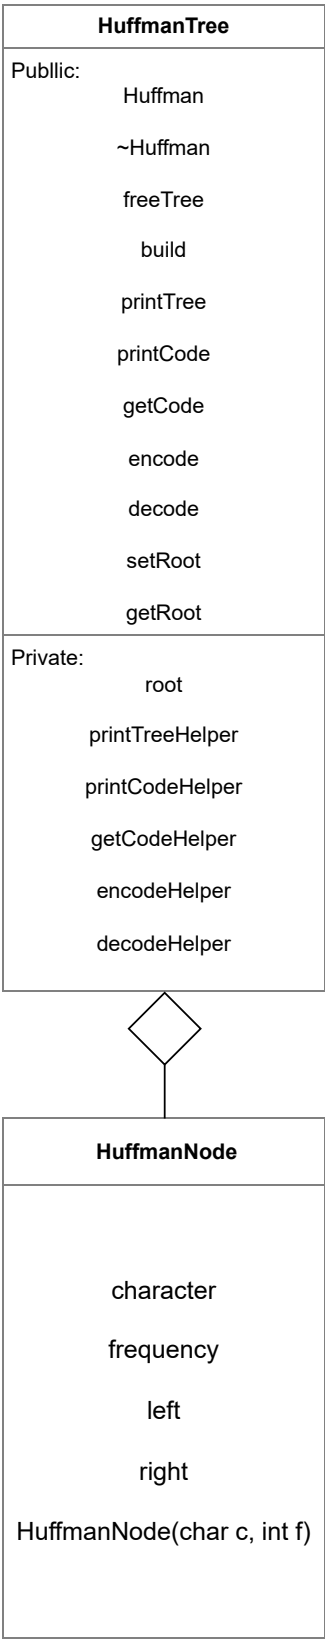 HuffmanTree
Publlic:
Huffman
~Huffman
freeTree
build
printTree
printCode
getCode
encode
decode
setRoot
getRoot
Private:
root
printTreeHelper
printCodeHelper
getCodeHelper
encodeHelper
decodeHelper
HuffmanNode
character
frequency
left
right
HuffmanNode(char c, int f)